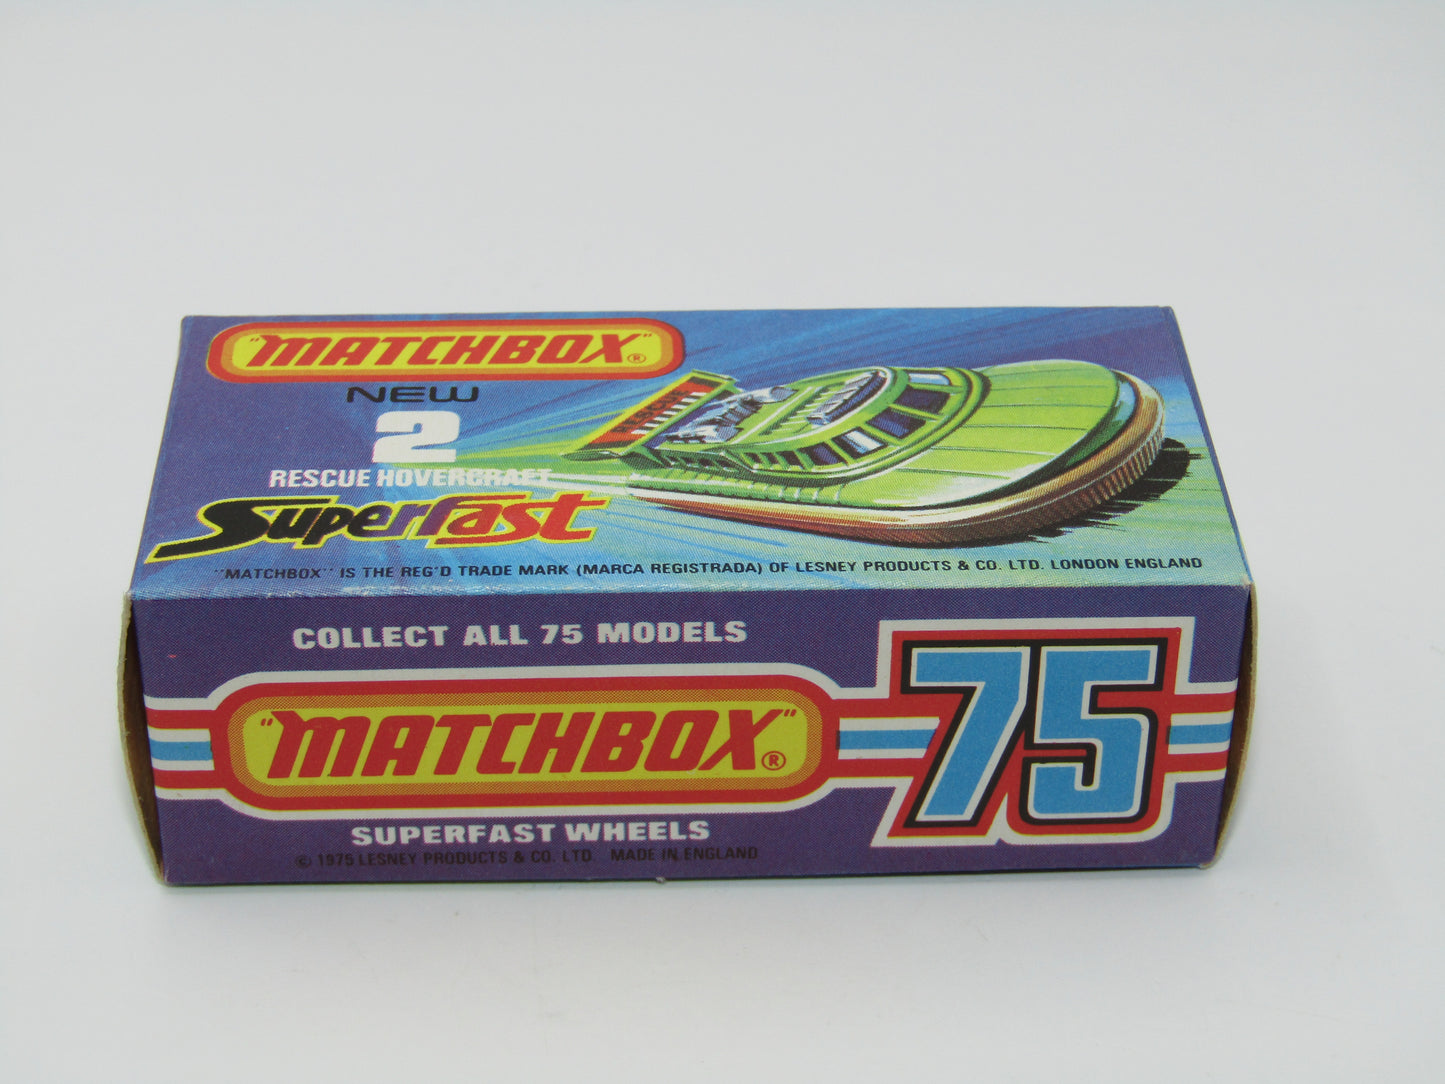 "MATCHBOX"®
NEW
2
RESCUE HOVERCRAFT
SuperFast
RESCUE
"MATCHBOX" IS THE REG'D TRADE MARK (MARCA REGISTRADA) OF LESNEY PRODUCTS & CO. LTD. LONDON ENGLAND
COLLECT ALL 75 MODELS
"MATCHBOX"®
75
SUPERFAST WHEELS
© 1975 LESNEY PRODUCTS & CO. LTD. MADE IN ENGLAND